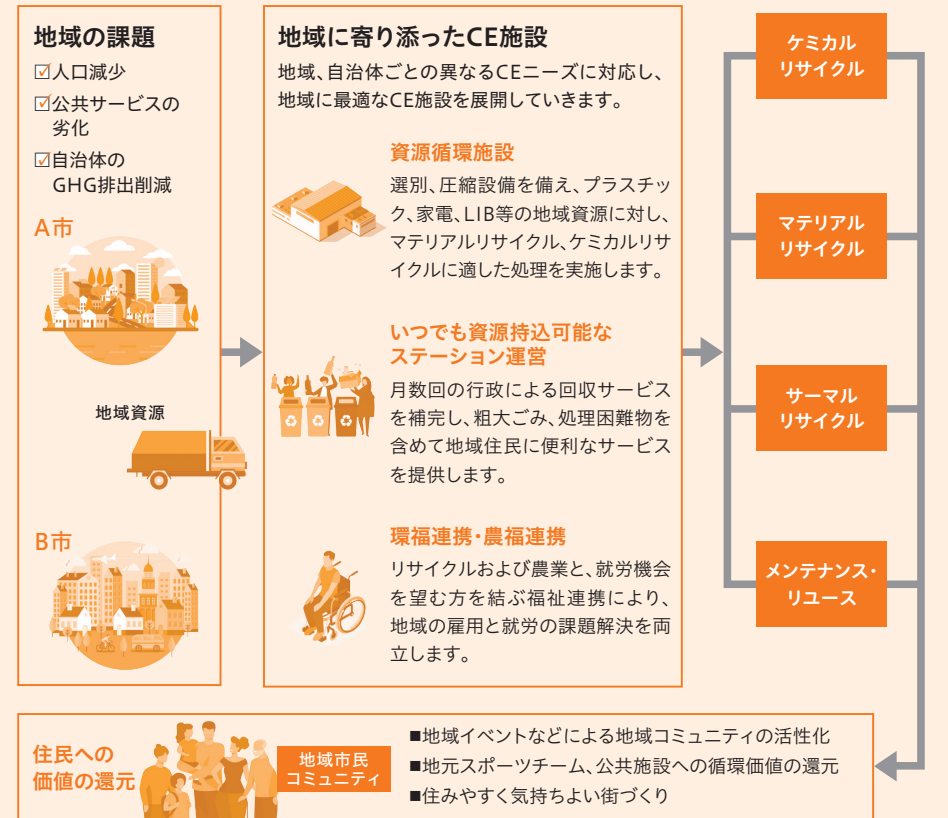 地域の課題
☑人口減少
☑公共サービスの
劣化
☑自治体の
GHG排出削減
A市
地域資源
B市
地域に寄り添ったCE施設
地域、自治体ごとの異なるCEニーズに対応し、
地域に最適なCE施設を展開していきます。
資源循環施設
選別、圧縮設備を備え、プラスチッ
ク、家電、LIB等の地域資源に対し、
マテリアルリサイクル、ケミカルリサ
イクルに適した処理を実施します。
いつでも資源持込可能な
ステーション運営
月数回の行政による回収サービス
を補完し、粗大ごみ、処理困難物を
含めて地域住民に便利なサービス
を提供します。
環福連携・農福連携
リサイクルおよび農業と、就労機会
を望む方を結ぶ福祉連携により、
地域の雇用と就労の課題解決を両
立します。
ケミカル
リサイクル
マテリアル
リサイクル
サーマル
リサイクル
メンテナンス・
リユース
住民への
価値の還元
地域市民
コミュニティ
■地域イベントなどによる地域コミュニティの活性化
■地元スポーツチーム、公共施設への循環価値の還元
■住みやすく気持ちよい街づくり